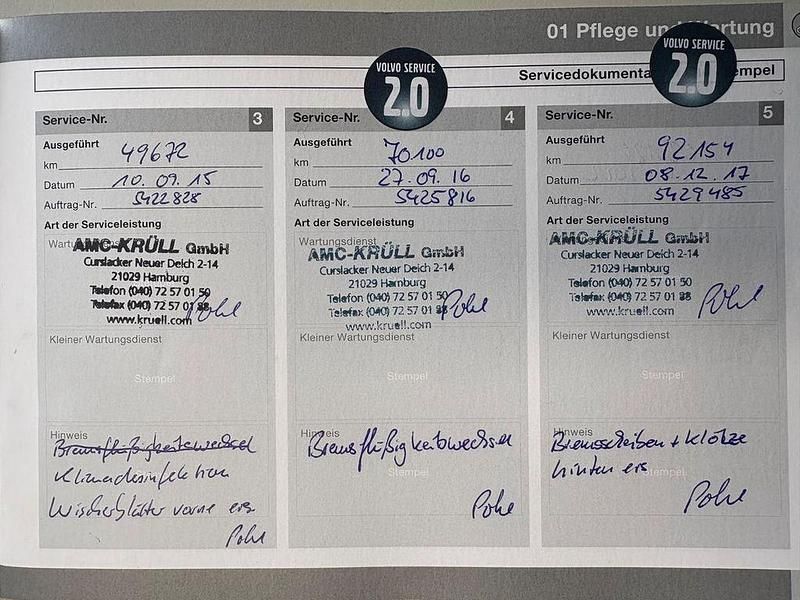 01 Pflege und Wartung
VOLVO SERVICE
2.0
VOLVO SERVICE
2.0
Servicedokumenta
empel
Service-Nr. 3
Ausgeführt
km 49672
Datum 10.09.15
Auftrag-Nr. 5422828
Art der Serviceleistung
Wartungsdienst
AMC-KRÜLL GmbH
Curslacker Neuer Deich 2-14
21029 Hamburg
Telefon (040) 72 57 01 50
Telefax (040) 72 57 01 88
www.kruell.com
Pohl
Kleiner Wartungsdienst
Stempel
Hinweis
Bremsflüßigkeitswechsel
Klimadesinfektion
Wischerblätter vorne ers
Pohl
Service-Nr. 4
Ausgeführt
km 70100
Datum 27.09.16
Auftrag-Nr. 5425816
Art der Serviceleistung
Wartungsdienst
AMC-KRÜLL GmbH
Curslacker Neuer Deich 2-14
21029 Hamburg
Telefon (040) 72 57 01 50
Telefax (040) 72 57 01 88
www.kruell.com
Pohl
Kleiner Wartungsdienst
Stempel
Hinweis
Bremsflüßigkeitwechsel
Stempel
Pohl
Service-Nr. 5
Ausgeführt
km 92154
Datum 08.12.17
Auftrag-Nr. 5429485
Art der Serviceleistung
AMC-KRÜLL GmbH
Curslacker Neuer Deich 2-14
21029 Hamburg
Telefon (040) 72 57 01 50
Telefax (040) 72 57 01 88
www.kruell.com
Pohl
Kleiner Wartungsdienst
Stempel
Hinweis
Bremsscheiben + Klötze
hinten ers
Stempel
Pohl